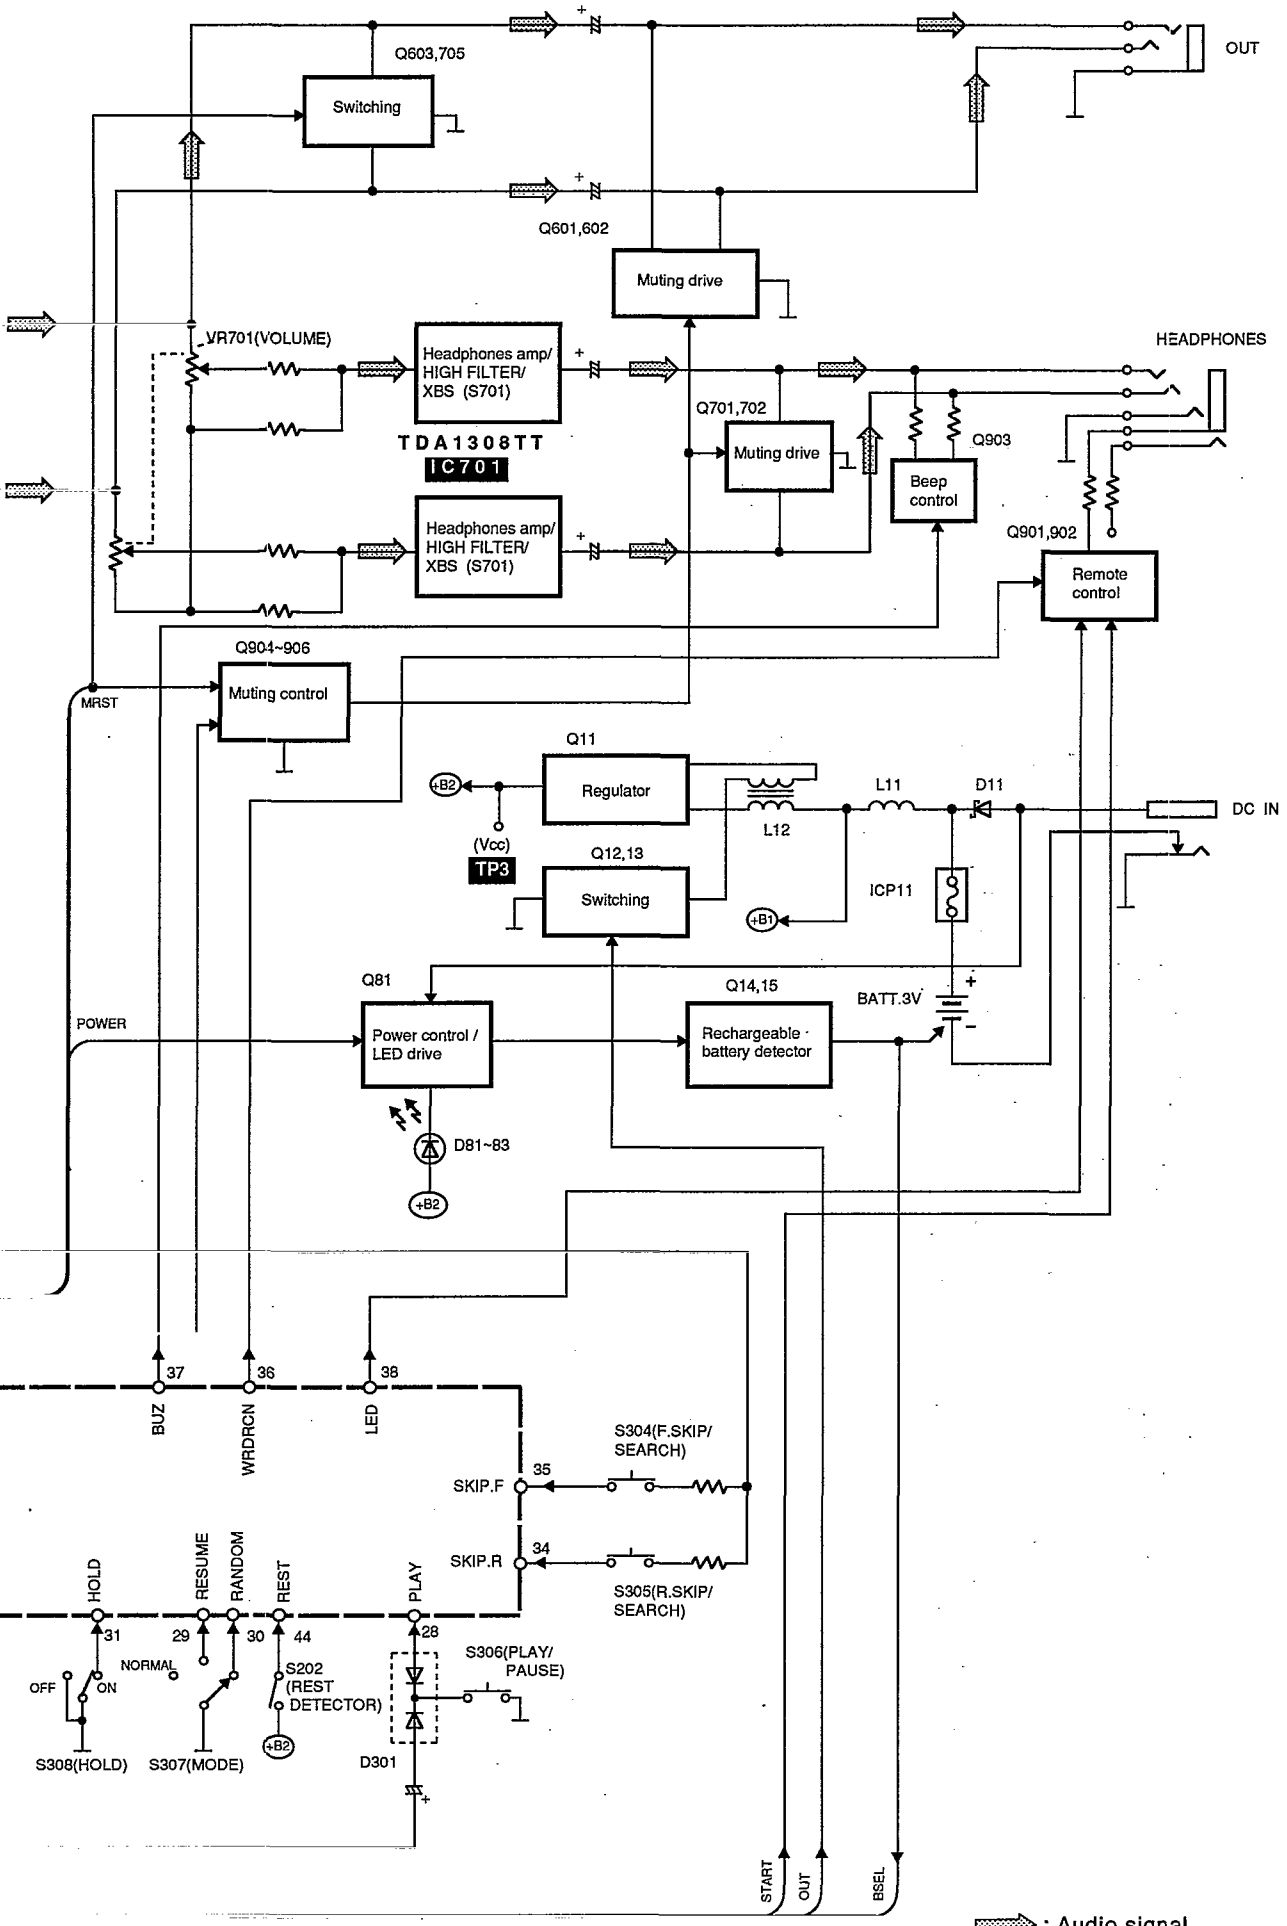 +
Q603,705
OUT
Switching
+
Q601,602
Muting drive
VR701(VOLUME)
HEADPHONES
Headphones amp/
HIGH FILTER/
XBS (S701)
+
Q701,702
TDA1308TT
IC701
Muting drive
Q903
Beep
control
Headphones amp/
HIGH FILTER/
XBS (S701)
+
Q901,902
Remote
control
Q904~906
Muting control
MRST
Q11
+B2
Regulator
L12
L11
D11
DC IN
(Vcc)
TP3
Q12,13
Switching
+B1
ICP11
Q81
Q14,15
BATT.3V
+
-
POWER
Power control /
LED drive
Rechargeable
battery detector
D81~83
+B2
37
36
38
BUZ
WRDRCN
LED
S304(F.SKIP/
SEARCH)
SKIP.F
35
SKIP.R
34
S305(R.SKIP/
SEARCH)
HOLD
RESUME
RANDOM
REST
PLAY
31
29
30
44
28
OFF
ON
NORMAL
S202
(REST
DETECTOR)
S306(PLAY/
PAUSE)
+B2
S308(HOLD)
S307(MODE)
D301
+
START
OUT
BSEL
: Audio signal